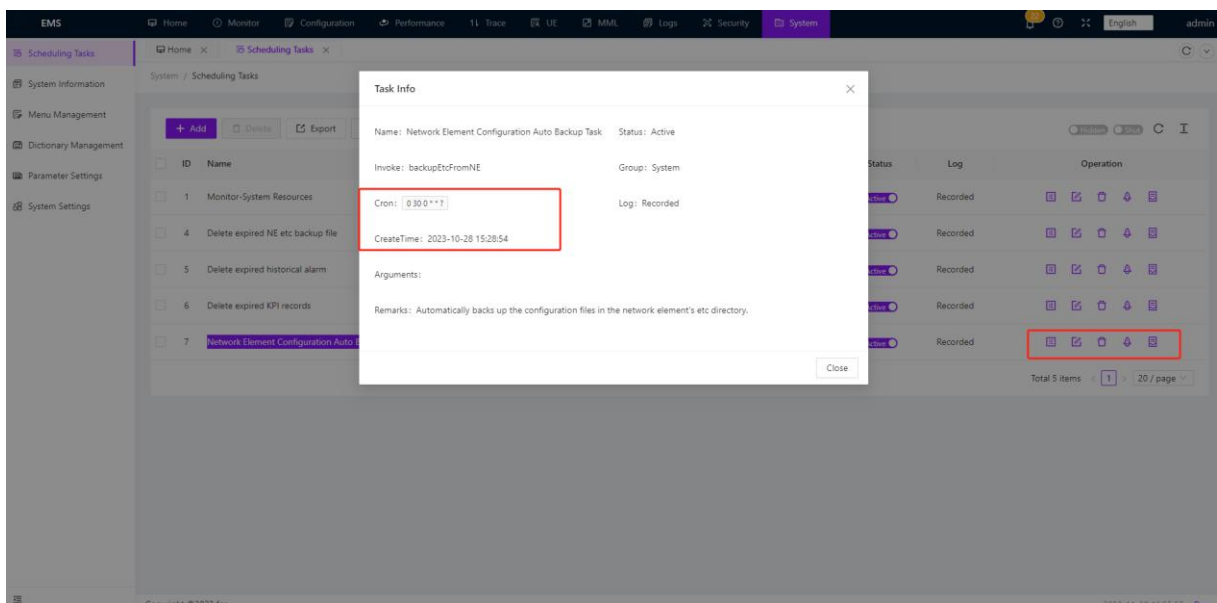 EMS Home Monitor Configuration Performance Trace UE MML Logs Security System English admin
Scheduling Tasks Home Scheduling Tasks
System Information System / Scheduling Tasks
Task Info
Menu Management
+ Add Delete Export
Name: Network Element Configuration Auto Backup Task Status: Active
Dictionary Management
ID Name Invoke: backupEtcFromNE Group: System Status Log Operation
Parameter Settings
1 Monitor-System Resources Cron: 0 30 0 * * ? Log: Recorded Recorded
System Settings
4 Delete expired NE etc backup file CreateTime: 2023-10-28 15:28:54 Recorded
5 Delete expired historical alarm Arguments: Recorded
6 Delete expired KPI records Remarks: Automatically backs up the configuration files in the network element's etc directory. Recorded
7 Network Element Configuration Auto Recorded
Close
Total 5 items < 1 > 20 / page